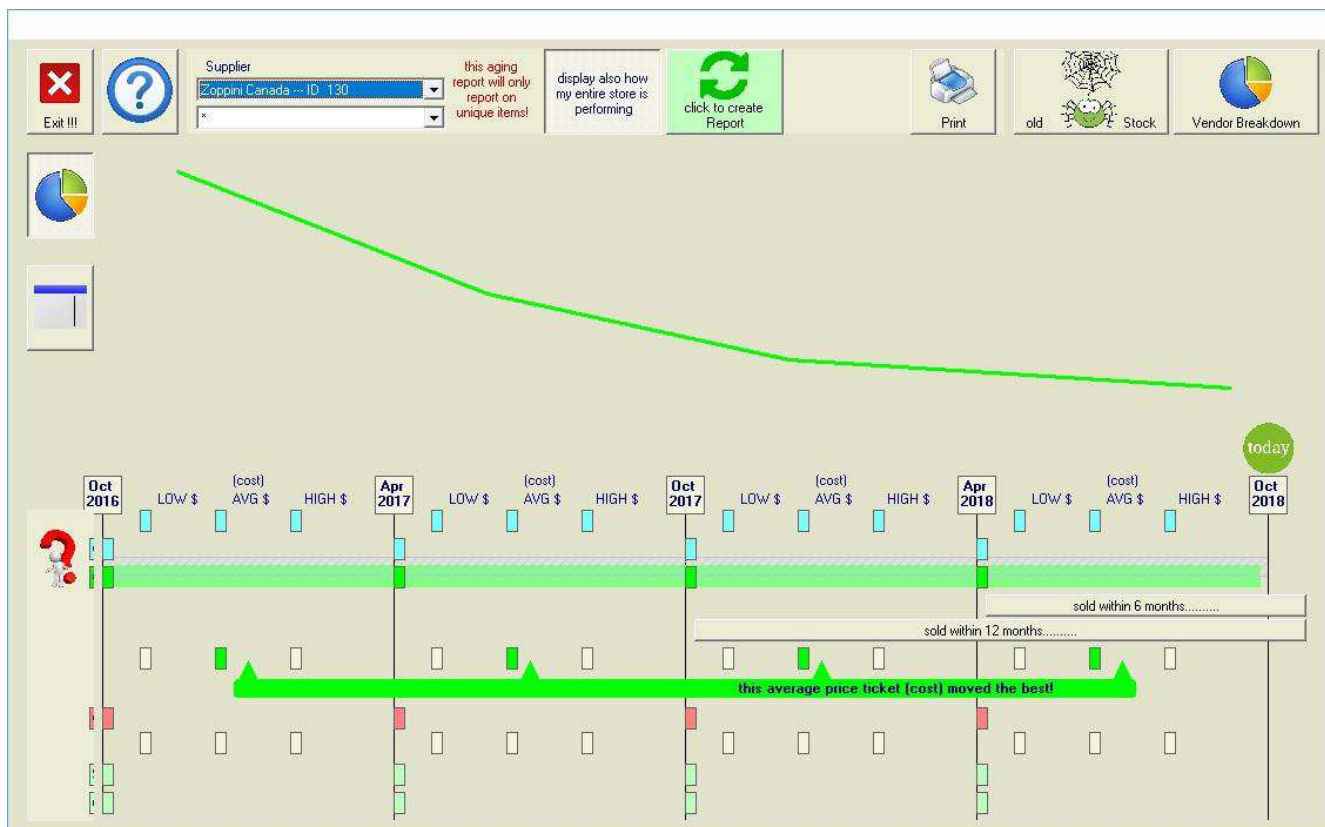 Supplier
Zoppini Canada --- ID 130
*
this aging
report will only
report on
unique items!
display also how
my entire store is
performing
click to create
Report
Exit !!!
Print
old
Stock
Vendor Breakdown
today
Oct
2016
LOW $
(cost)
AVG $
HIGH $
Apr
2017
LOW $
(cost)
AVG $
HIGH $
Oct
2017
LOW $
(cost)
AVG $
HIGH $
Apr
2018
LOW $
(cost)
AVG $
HIGH $
Oct
2018
sold within 6 months..........
sold within 12 months..........
this average price ticket (cost) moved the best!